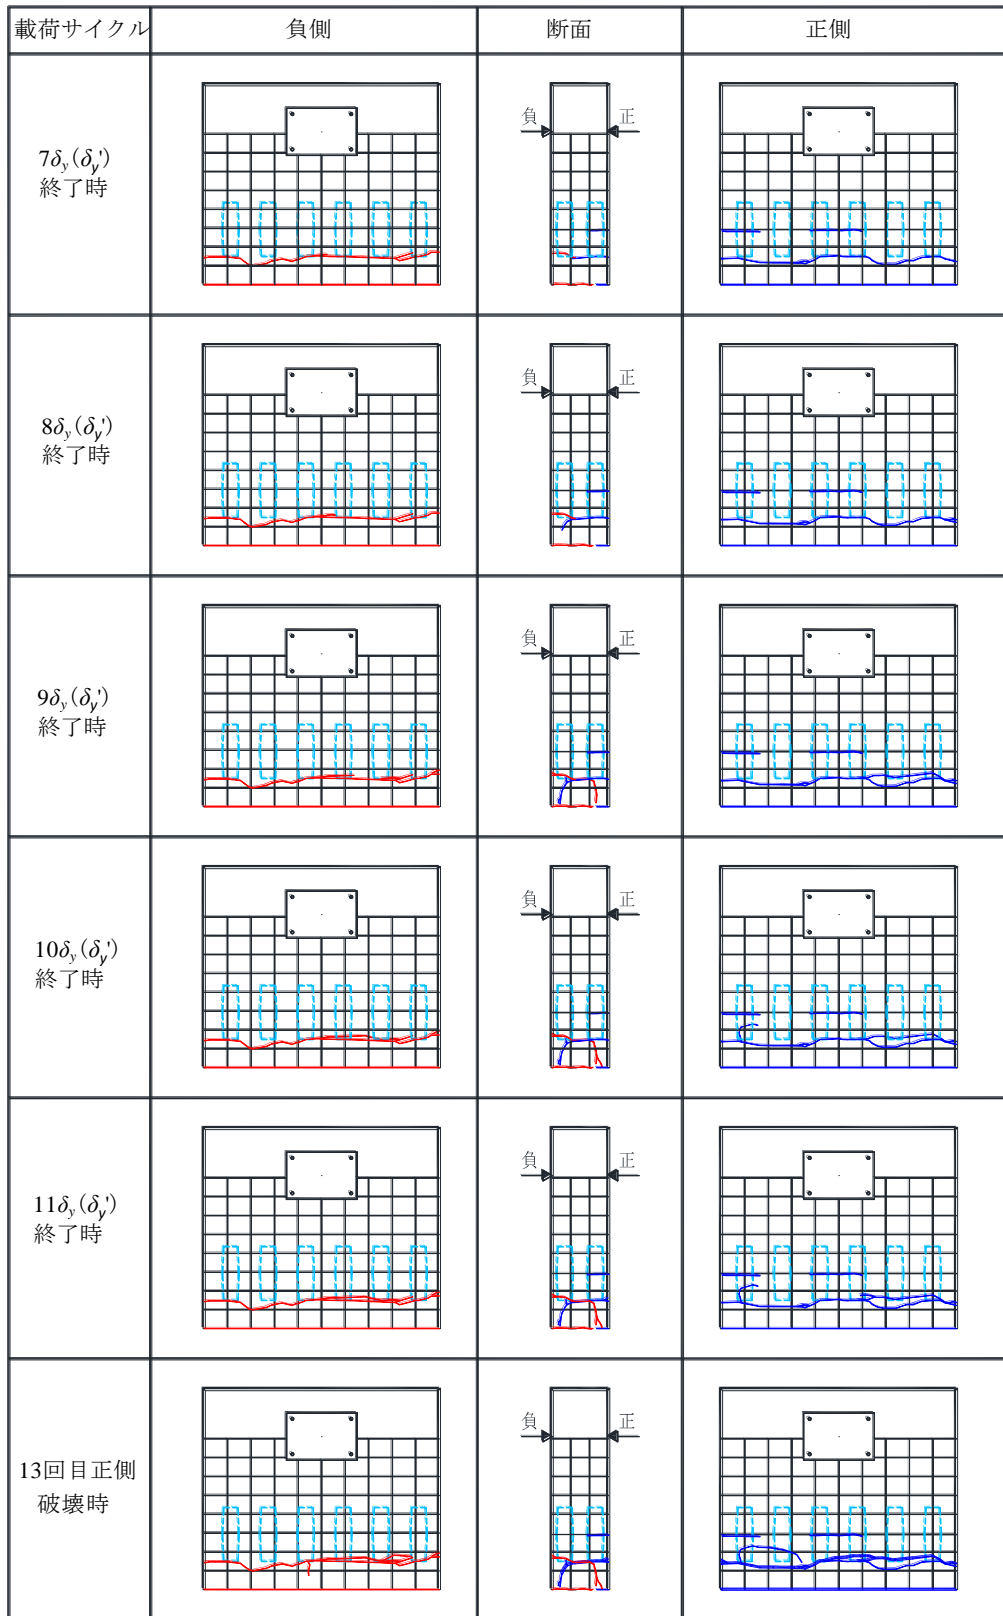 載荷サイクル 負側 断面 正側
7δy(δy')
終了時
負 正
8δy(δy')
終了時
負 正
9δy(δy')
終了時
負 正
10δy(δy')
終了時
負 正
11δy(δy')
終了時
負 正
13回目正側
破壊時
負 正